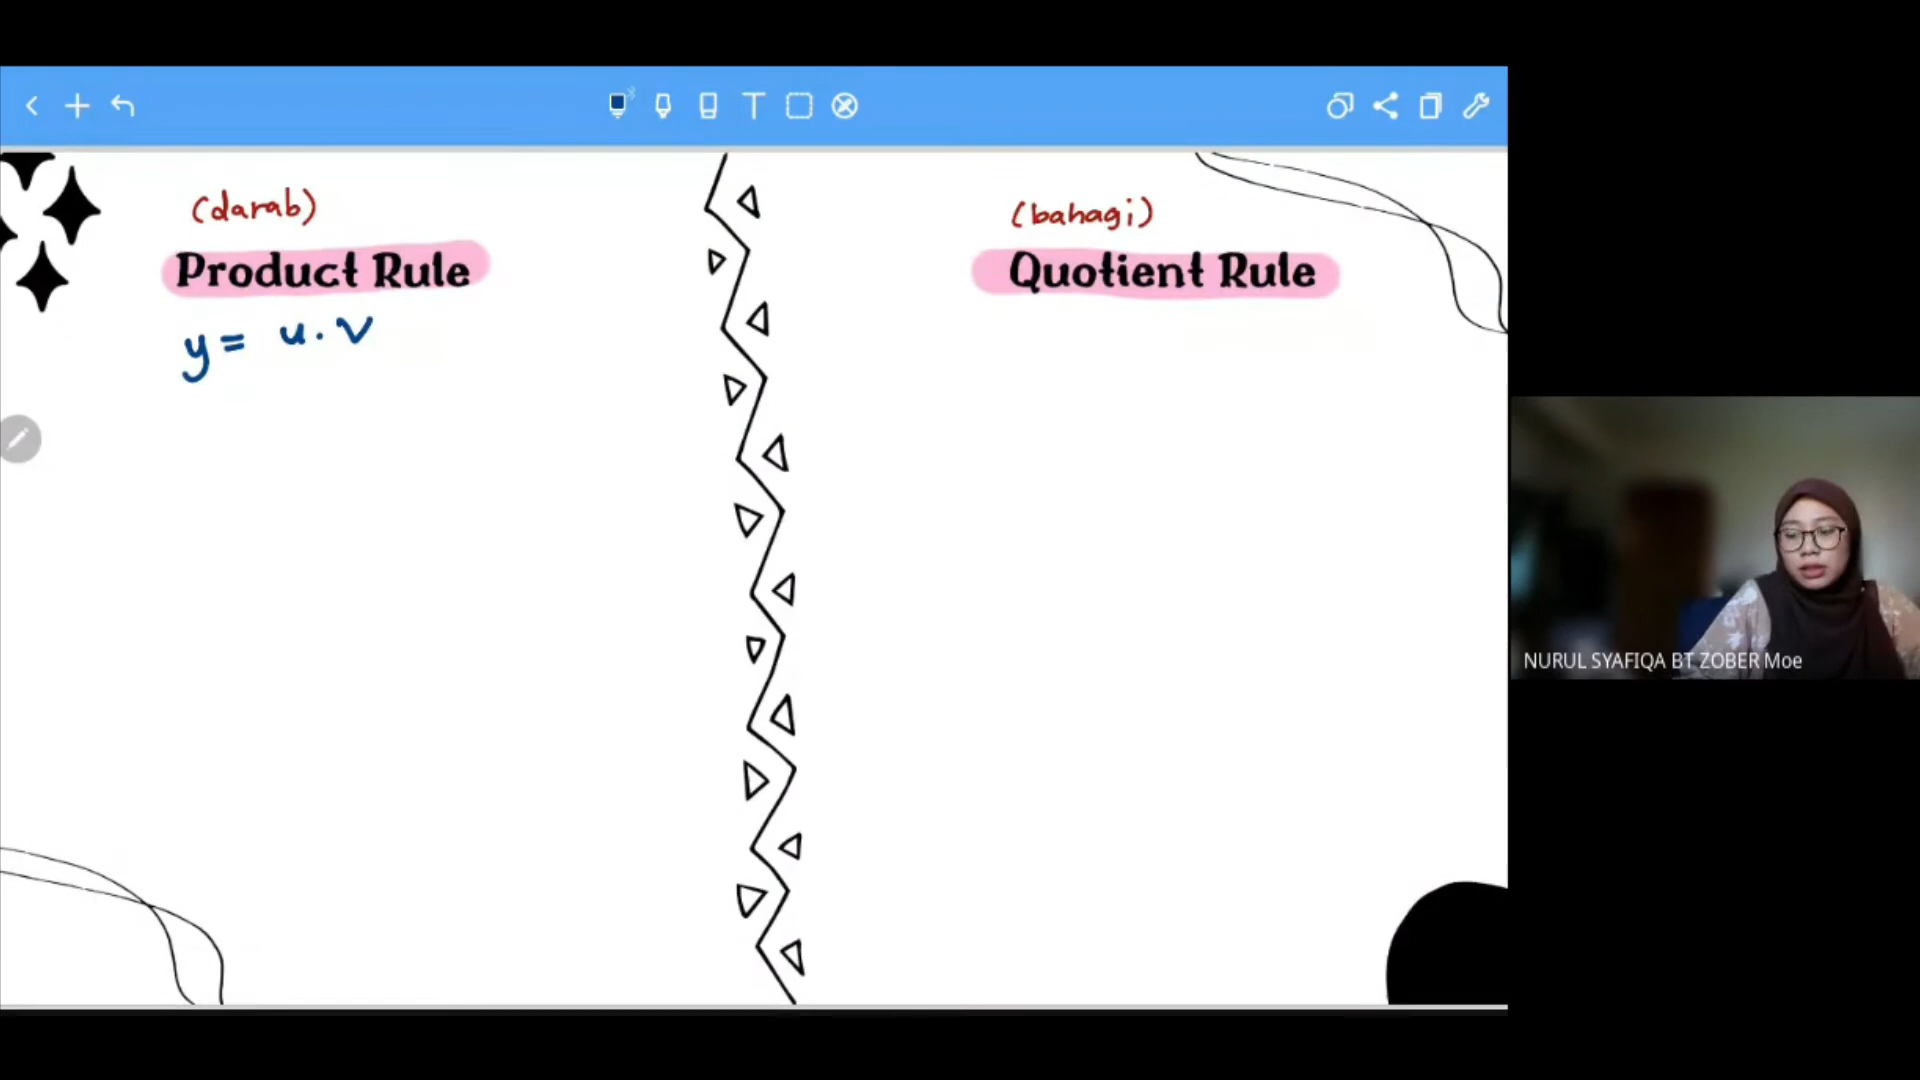 (darab)
Product Rule
y = u . v
(bahagi)
Quotient Rule
NURUL SYAFIQA BT ZOBER Moe